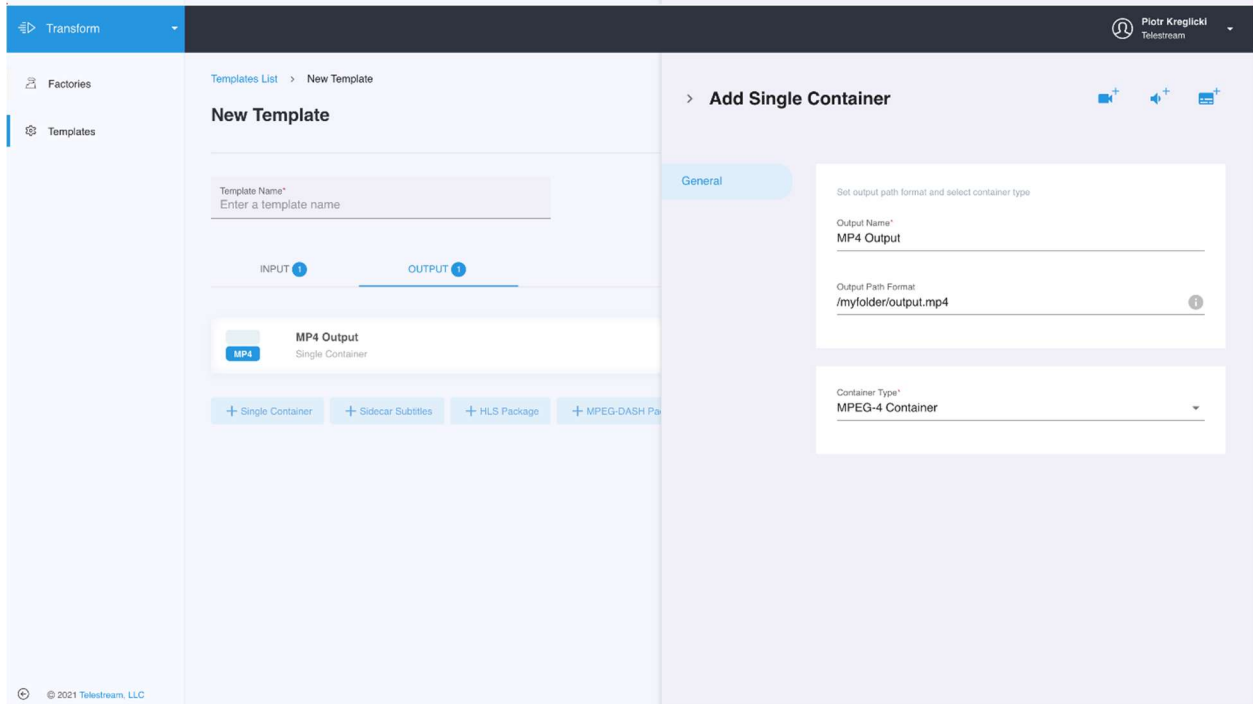 Transform
Piotr Kreglicki
Telestream
Factories
Templates
Templates List > New Template
New Template
Template Name*
Enter a template name
INPUT 1
OUTPUT 1
MP4 Output
MP4
Single Container
+ Single Container
+ Sidecar Subtitles
+ HLS Package
+ MPEG-DASH Pa
> Add Single Container
General
Set output path format and select container type
Output Name*
MP4 Output
Output Path Format
/myfolder/output.mp4
Container Type*
MPEG-4 Container
© 2021 Telestream, LLC